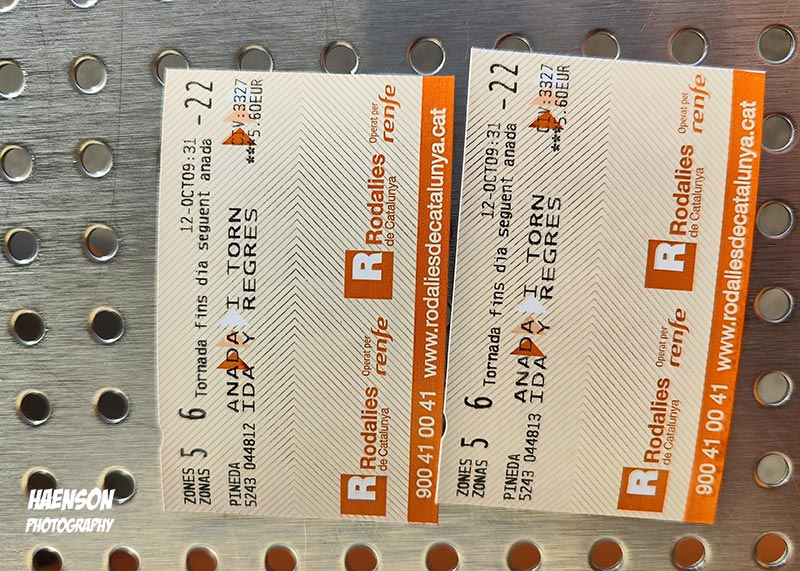 ZONES 5 6 12-OCT09:31 -22
ZONAS Tornada fins dia seguent anada
PINEDA ANADA I TORN CIV:3327
5243 044812 IDA Y REGRES ***5.60EUR
R Rodalies de Catalunya Operat per renfe
R Rodalies de Catalunya Operat per renfe
900 41 00 41 www.rodaliesdecatalunya.cat
ZONES 5 6 12-OCT09:31 -22
ZONAS Tornada fins dia seguent anada
PINEDA ANADA I TORN CIV:3327
5243 044813 IDA Y REGRES ***5.60EUR
R Rodalies de Catalunya Operat per renfe
R Rodalies de Catalunya Operat per renfe
900 41 00 41 www.rodaliesdecatalunya.cat
HAENSON
PHOTOGRAPHY